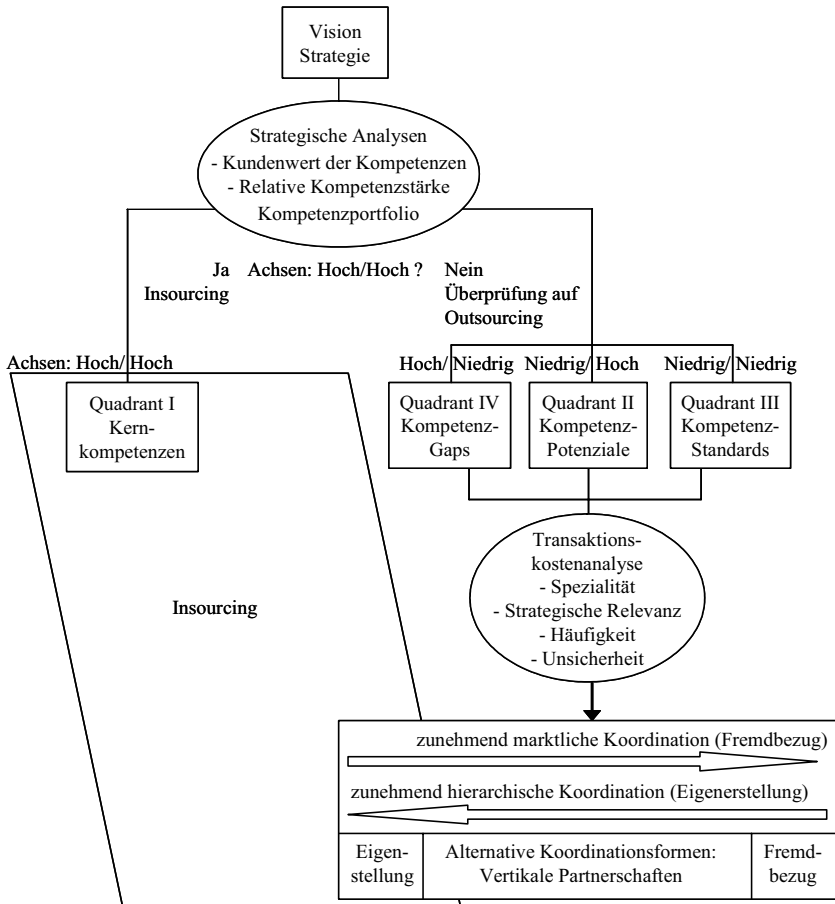 Vision
Strategie
Strategische Analysen
- Kundenwert der Kompetenzen
- Relative Kompetenzstärke
Kompetenzportfolio
Ja Achsen: Hoch/Hoch ? Nein
Insourcing
Überprüfung auf
Outsourcing
Achsen: Hoch/ Hoch
Hoch/ Niedrig
Niedrig/ Hoch
Niedrig/ Niedrig
Quadrant I
Kern-
kompetenzen
Quadrant IV
Kompetenz-
Gaps
Quadrant II
Kompetenz-
Potenziale
Quadrant III
Kompetenz-
Standards
Transaktions-
kostenanalyse
- Spezialität
- Strategische Relevanz
- Häufigkeit
- Unsicherheit
Insourcing
zunehmend marktliche Koordination (Fremdbezug)
zunehmend hierarchische Koordination (Eigenerstellung)
Eigen-
stellung
Alternative Koordinationsformen:
Vertikale Partnerschaften
Fremd-
bezug